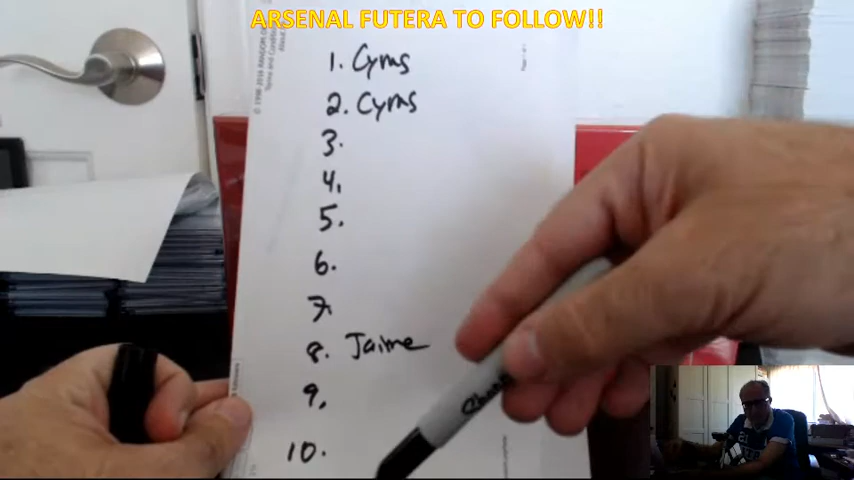 ARSENAL FUTERA TO FOLLOW!!
1. Cyms
2. Cyms
3.
4.
5.
6.
7.
8. Jaime
9.
10.